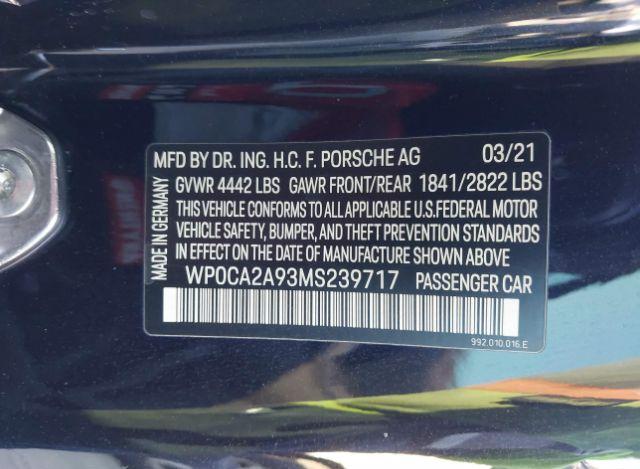 MFD BY DR. ING. H.C. F. PORSCHE AG 03/21
GVWR 4442 LBS GAWR FRONT/REAR 1841/2822 LBS
THIS VEHICLE CONFORMS TO ALL APPLICABLE U.S.FEDERAL MOTOR
VEHICLE SAFETY, BUMPER, AND THEFT PREVENTION STANDARDS
IN EFFECT ON THE DATE OF MANUFACTURE SHOWN ABOVE
WP0CA2A93MS239717 PASSENGER CAR
992.010.016.E
MADE IN GERMANY